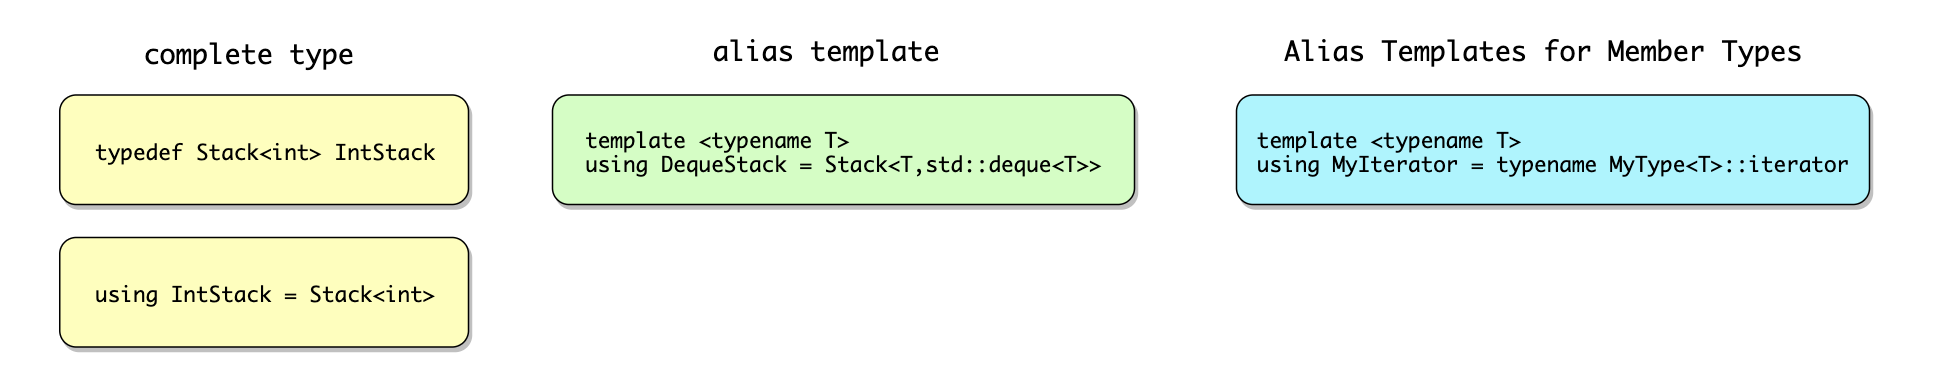 complete type
typedef Stack<int> IntStack
using IntStack = Stack<int>
alias template
template <typename T>
using DequeStack = Stack<T,std::deque<T>>
Alias Templates for Member Types
template <typename T>
using MyIterator = typename MyType<T>::iterator